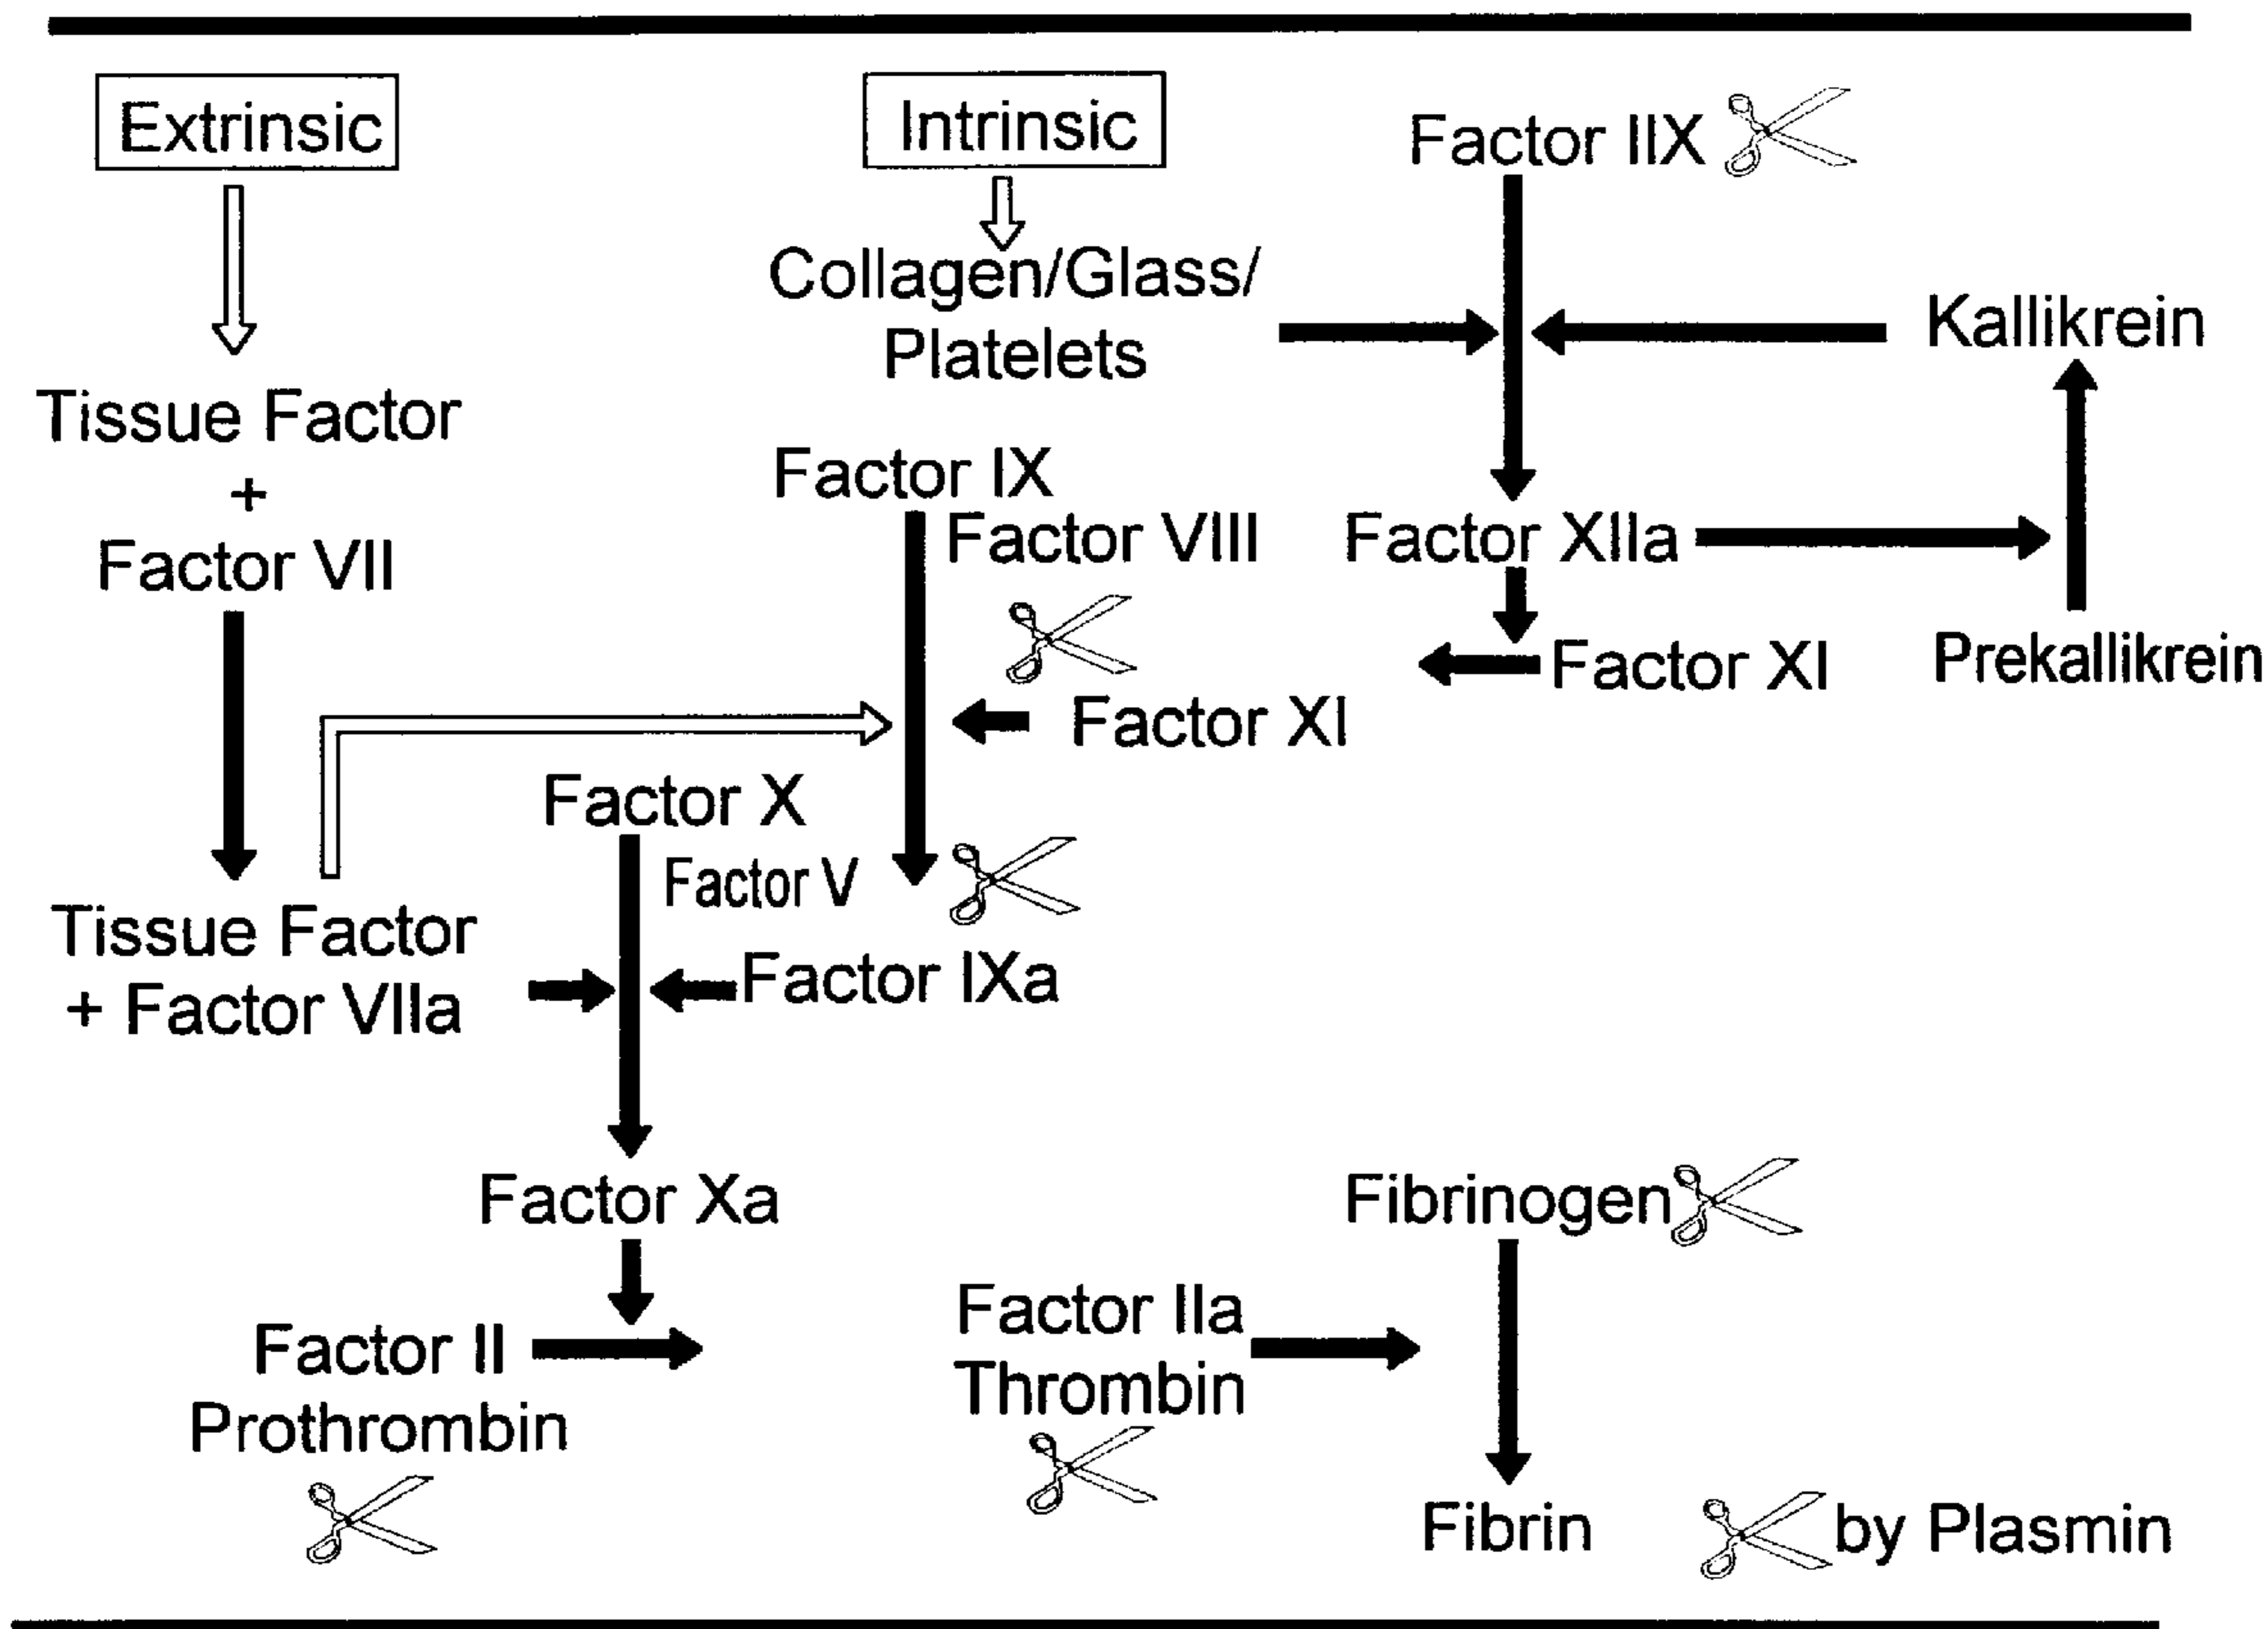 Extrinsic
Intrinsic
Factor IIX
Collagen/Glass/
Platelets
Kallikrein
Tissue Factor
+
Factor VII
Factor IX
Factor VIII
Factor XIIa
Factor XI
Prekallikrein
Factor XI
Factor X
Factor V
Tissue Factor
+ Factor VIIa
Factor IXa
Factor Xa
Fibrinogen
Factor II
Prothrombin
Factor IIa
Thrombin
Fibrin
by Plasmin